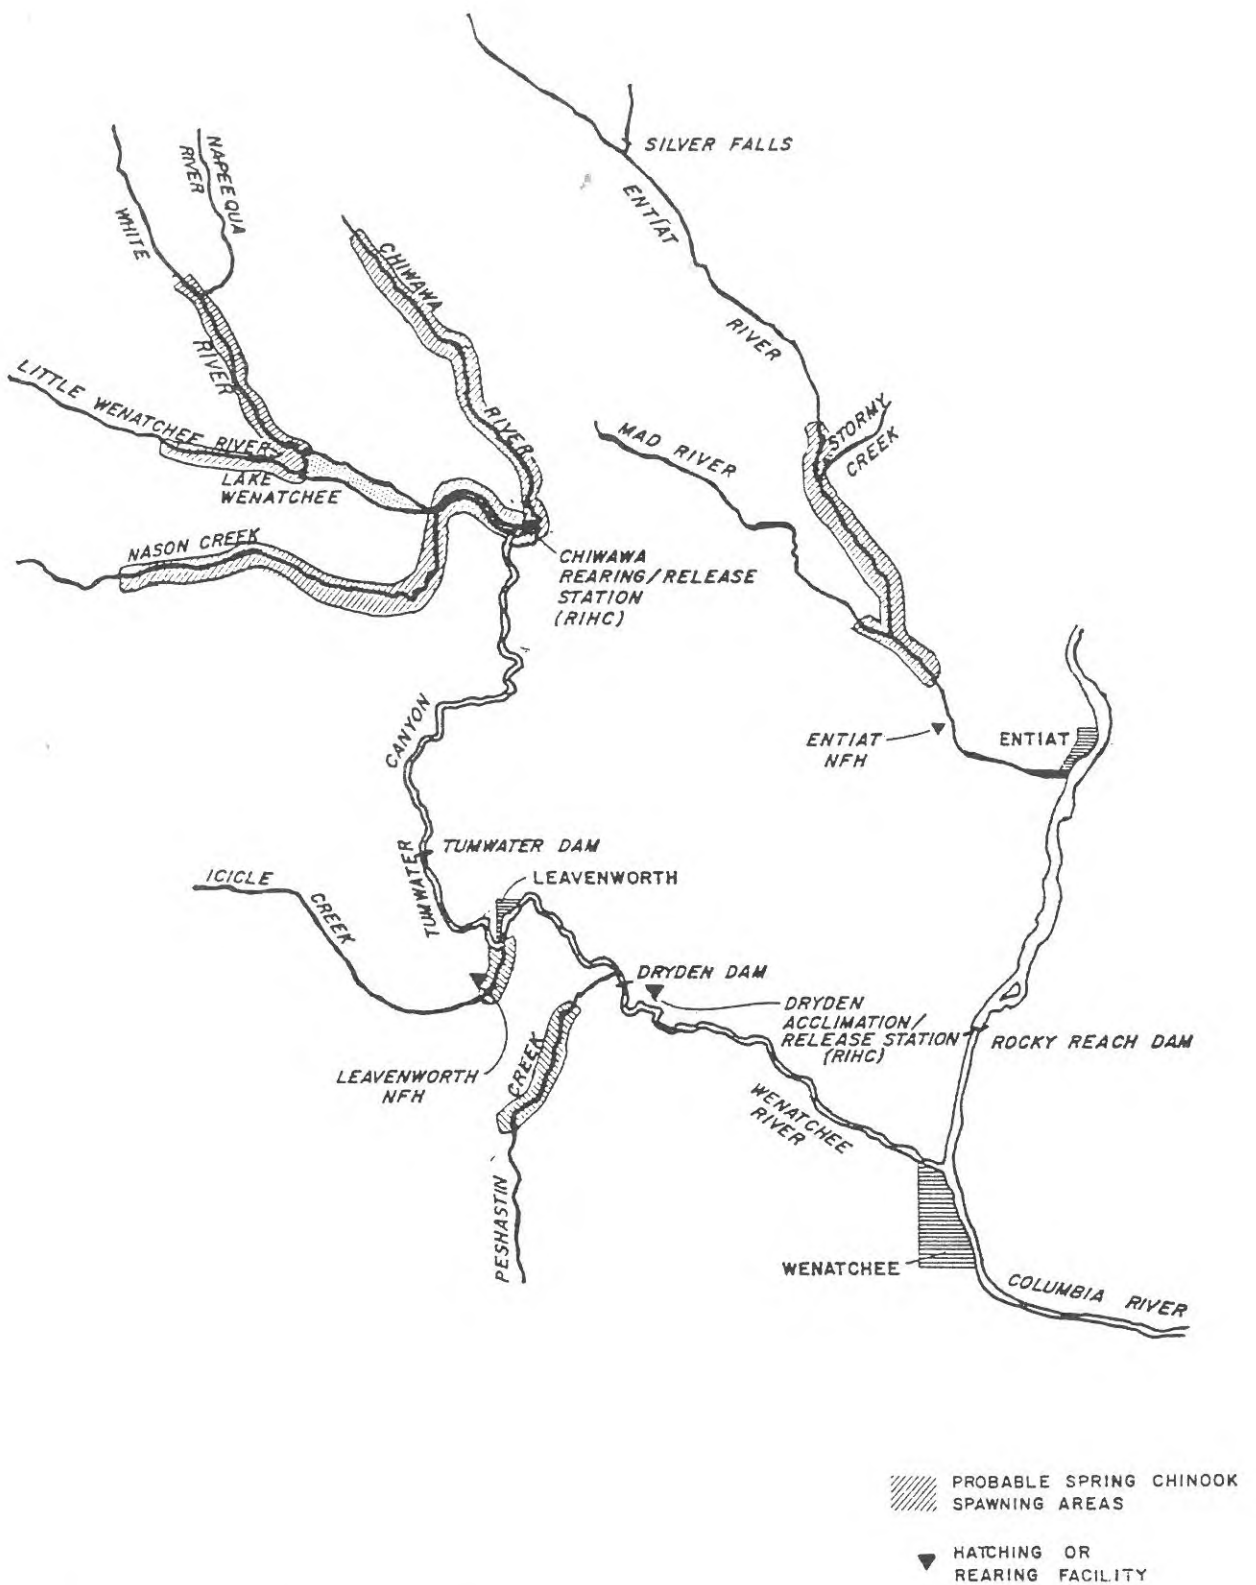 SILVER FALLS
NAPEEQUA
RIVER
WHITE
RIVER
ENTIAT
RIVER
CHIWAWA
RIVER
LITTLE WENATCHEE RIVER
LAKE
WENATCHEE
MAD RIVER
STORMY
CREEK
NASON CREEK
CHIWAWA
REARING/RELEASE
STATION
(RIHC)
CANYON
TUMWATER
ENTIAT
NFH
ENTIAT
TUMWATER DAM
ICICLE
CREEK
LEAVENWORTH
DRYDEN DAM
DRYDEN
ACCLIMATION/
RELEASE STATION
(RIHC)
ROCKY REACH DAM
LEAVENWORTH
NFH
CREEK
PESHASTIN
WENATCHEE
RIVER
WENATCHEE
COLUMBIA RIVER
PROBABLE SPRING CHINOOK
SPAWNING AREAS
HATCHING OR
REARING FACILITY